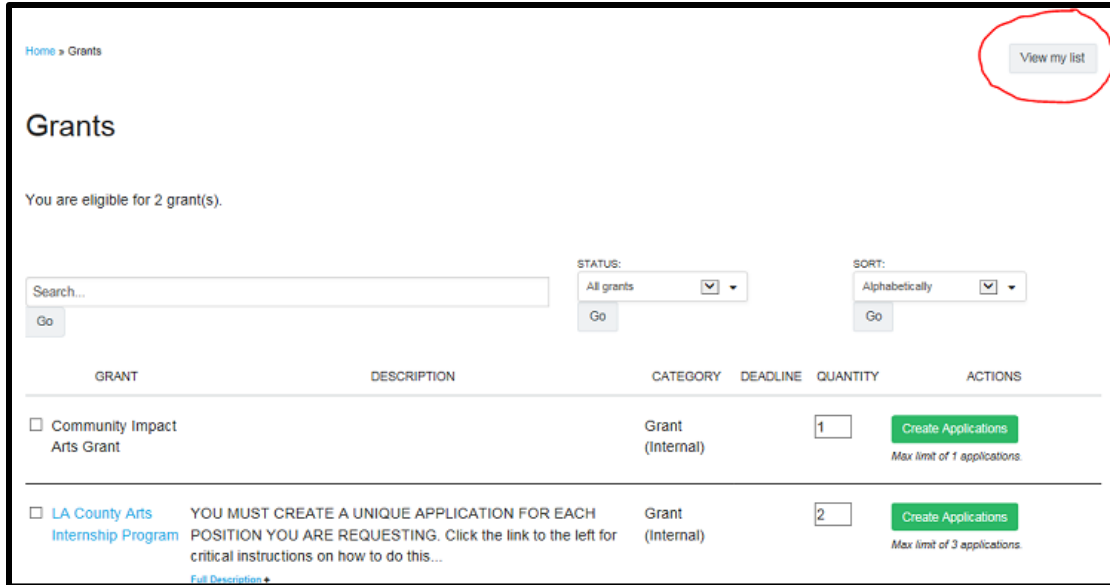 Home » Grants
View my list
Grants
You are eligible for 2 grant(s).
STATUS:
SORT:
Search...
All grants
Alphabetically
Go
Go
Go
GRANT DESCRIPTION CATEGORY DEADLINE QUANTITY ACTIONS
Community Impact Grant 1 Create Applications
Arts Grant (Internal) Max limit of 1 applications.
LA County Arts YOU MUST CREATE A UNIQUE APPLICATION FOR EACH Grant 2 Create Applications
Internship Program POSITION YOU ARE REQUESTING. Click the link to the left for (Internal) Max limit of 3 applications.
critical instructions on how to do this...
Full Description +